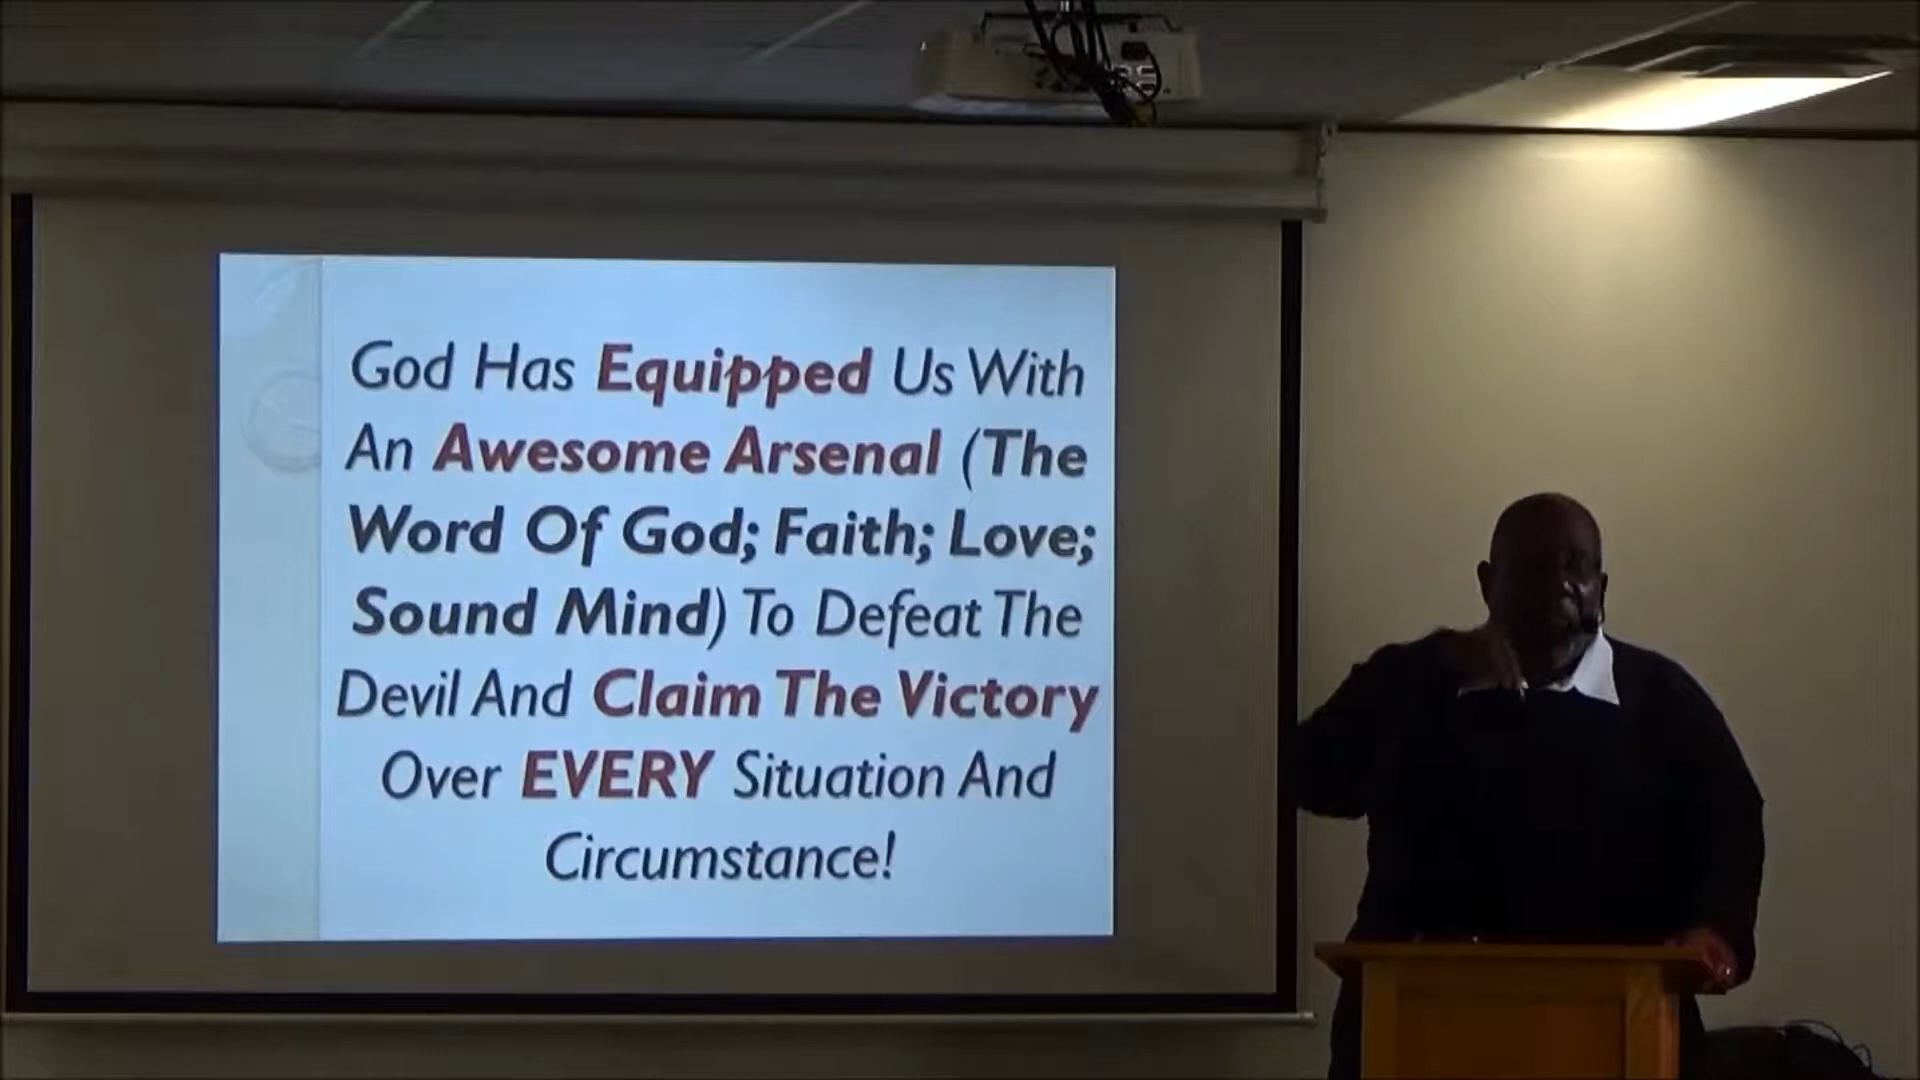 God Has Equipped Us With
An Awesome Arsenal (The
Word Of God; Faith; Love;
Sound Mind) To Defeat The
Devil And Claim The Victory
Over EVERY Situation And
Circumstance!